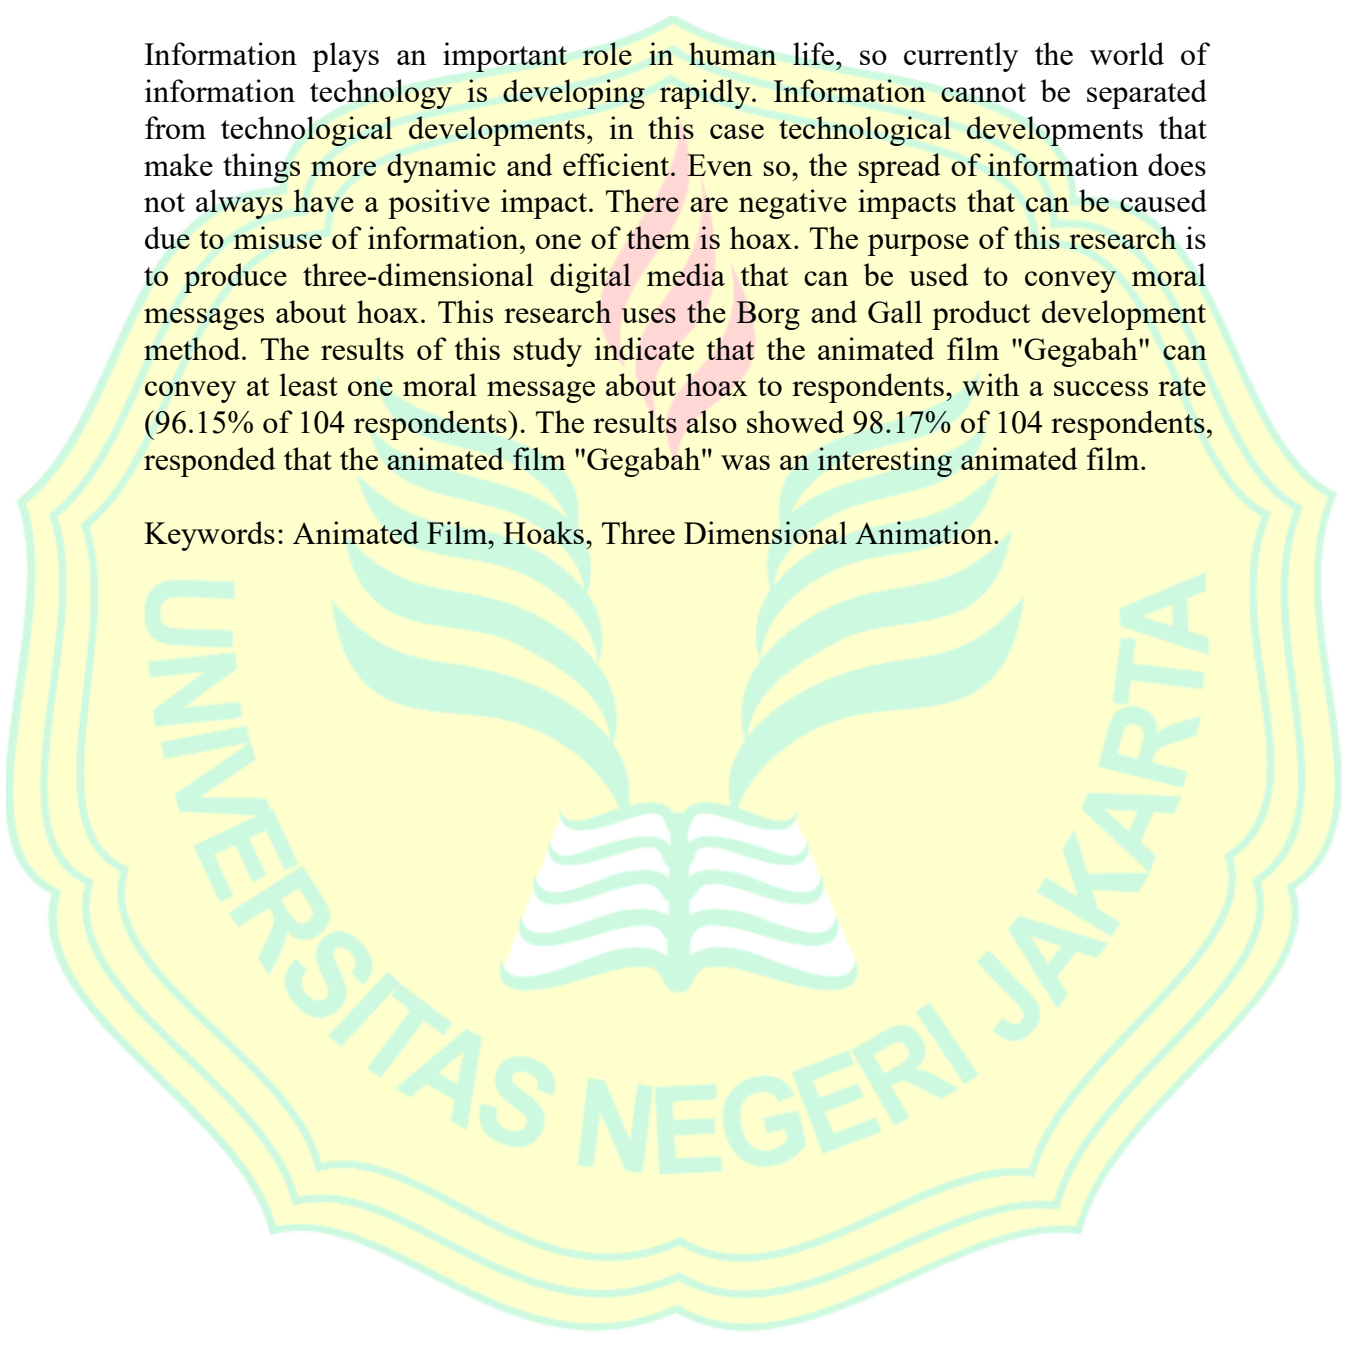 Information plays an important role in human life, so currently the world of
information technology is developing rapidly. Information cannot be separated
from technological developments, in this case technological developments that
make things more dynamic and efficient. Even so, the spread of information does
not always have a positive impact. There are negative impacts that can be caused
due to misuse of information, one of them is hoax. The purpose of this research is
to produce three-dimensional digital media that can be used to convey moral
messages about hoax. This research uses the Borg and Gall product development
method. The results of this study indicate that the animated film "Gegabah" can
convey at least one moral message about hoax to respondents, with a success rate
(96.15% of 104 respondents). The results also showed 98.17% of 104 respondents,
responded that the animated film "Gegabah" was an interesting animated film.
Keywords: Animated Film, Hoaks, Three Dimensional Animation.
UNIVERSITAS NEGERI JAKARTA